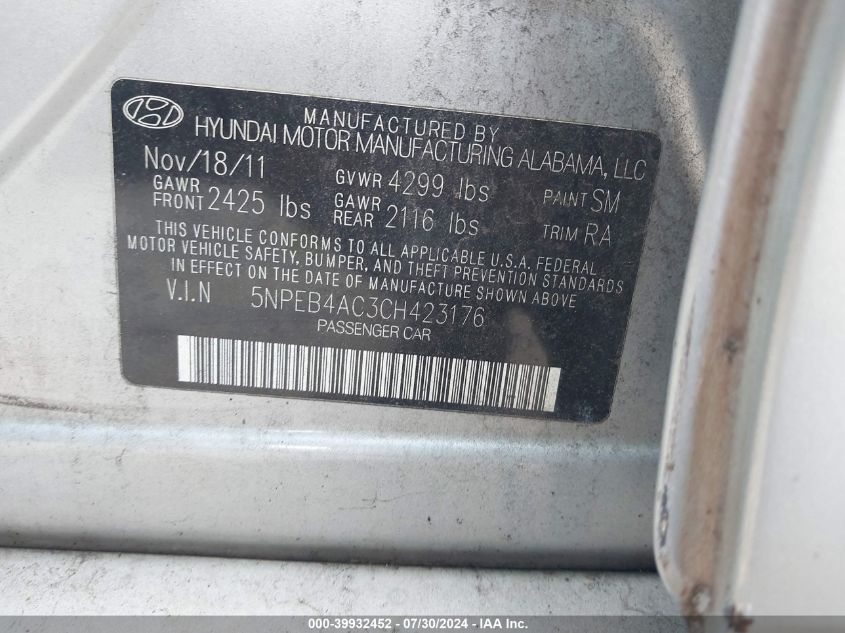 MANUFACTURED BY
HYUNDAI MOTOR MANUFACTURING ALABAMA, LLC
Nov/18/11 GVWR 4299 lbs PAINT SM
GAWR FRONT 2425 lbs GAWR REAR 2116 lbs TRIM RA
THIS VEHICLE CONFORMS TO ALL APPLICABLE U.S.A. FEDERAL
MOTOR VEHICLE SAFETY, BUMPER, AND THEFT PREVENTION STANDARDS
IN EFFECT ON THE DATE OF MANUFACTURE SHOWN ABOVE
V.I.N 5NPEB4AC3CH423176
PASSENGER CAR
000-39932452 - 07/30/2024 - IAA, Inc.